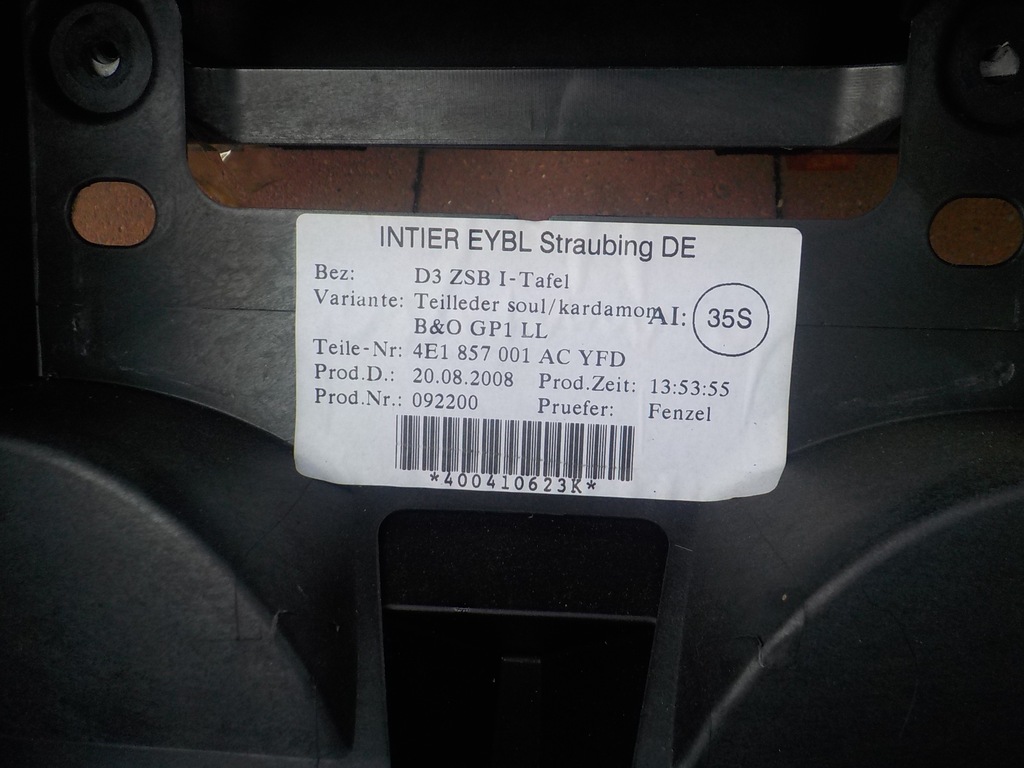 INTIER EYBL Straubing DE
Bez: D3 ZSB I-Tafel
Variante: Teilleder soul/kardamon AI: 35S
B&O GP1 LL
Teile-Nr: 4E1 857 001 AC YFD
Prod.D.: 20.08.2008 Prod.Zeit: 13:53:55
Prod.Nr.: 092200 Pruefer: Fenzel
*400410623K*